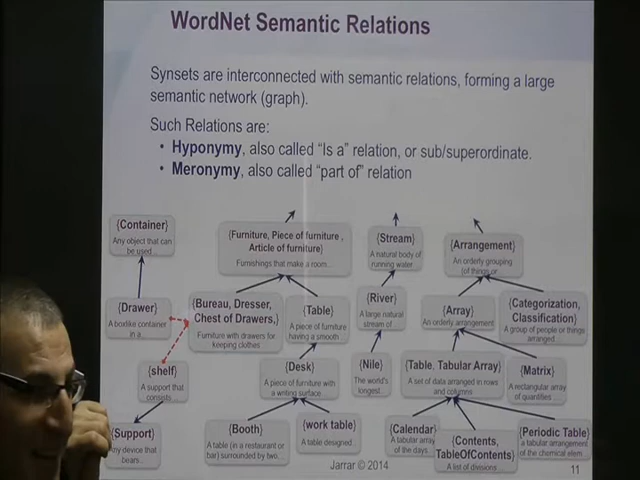 WordNet Semantic Relations
Synsets are interconnected with semantic relations, forming a large
semantic network (graph).
Such Relations are:
• Hyponymy, also called "Is a" relation, or sub/superordinate.
• Meronymy, also called "part of" relation
{Container}
Any object that can
be used...
{Furniture, Piece of furniture ,
Article of furniture}
Furnishings that make a room...
{Stream}
A natural body of
running water
{Arrangement}
An orderly grouping
(of things or
{Drawer}
A boxlike container
in a...
{Bureau, Dresser,
Chest of Drawers,}
Furniture with drawers for
keeping clothes
{Table}
A piece of furniture
having a smooth...
{River}
A large natural
stream of
{Array}
An orderly arrangement
{Categorization,
Classification}
A group of people or things
arranged...
{shelf}
A support that
consists...
{Desk}
A piece of furniture with
a writing surface
{Nile}
The world's
longest...
{Table, Tabular Array}
A set of data arranged in rows
and columns
{Matrix}
A rectangular array
of quantities...
{Support}
Any device that
bears...
{Booth}
A table (in a restaurant or
bar) surrounded by two...
{work table}
A table designed
{Calendar}
A tabular array
of the days
{Contents,
TableOfContents}
A list of divisions...
{Periodic Table}
a tabular arrangement
of the chemical elem...
Jarrar © 2014
11